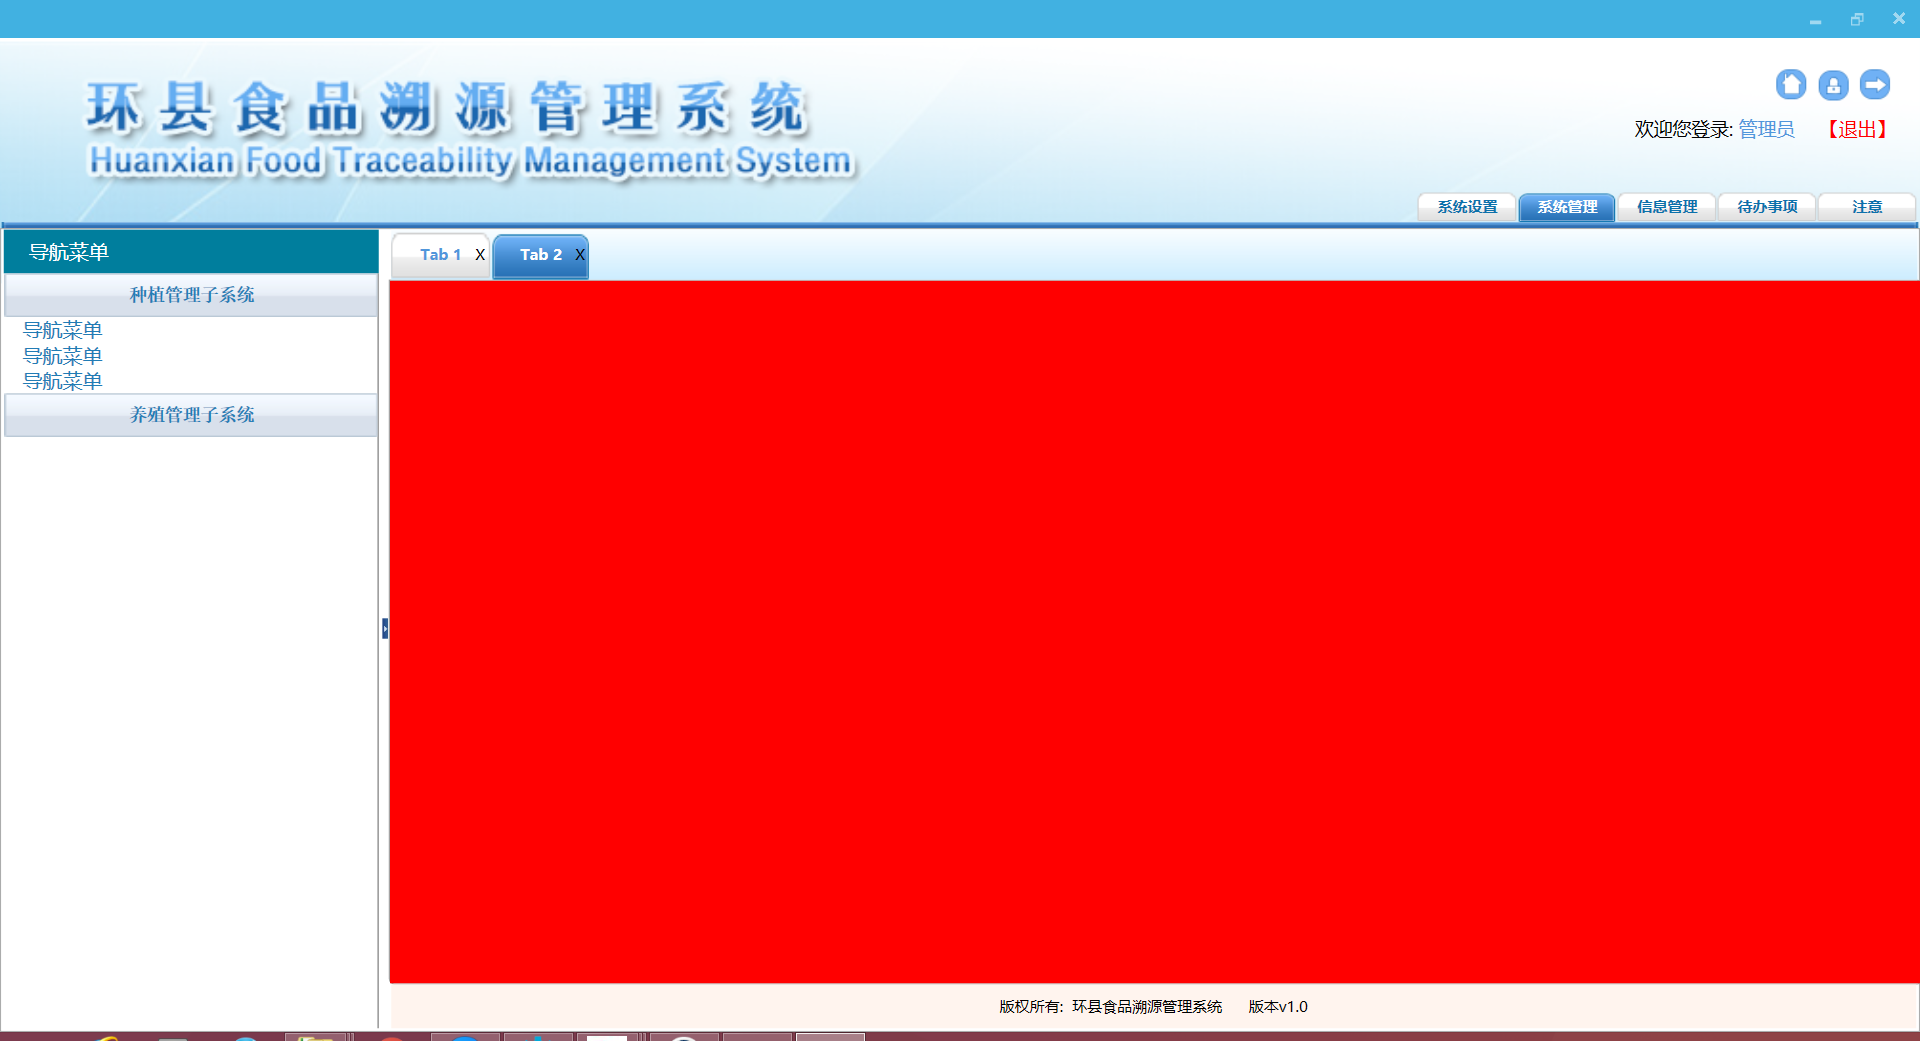 环县食品溯源管理系统
Huanxian Food Traceability Management System
欢迎您登录: 管理员 【退出】
系统设置 系统管理 信息管理 待办事项 注意
导航菜单
Tab 1 X Tab 2 X
种植管理子系统
导航菜单
导航菜单
导航菜单
养殖管理子系统
版权所有: 环县食品溯源管理系统 版本v1.0